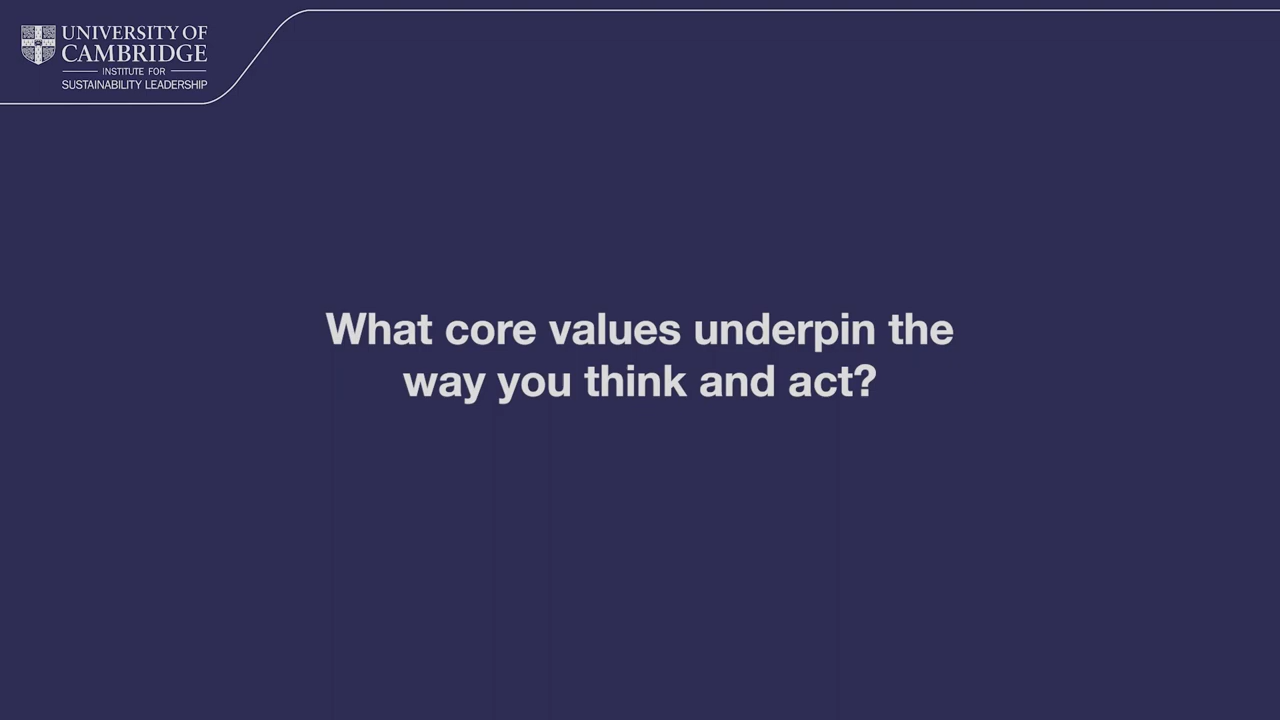 UNIVERSITY OF
CAMBRIDGE
INSTITUTE FOR
SUSTAINABILITY LEADERSHIP
What core values underpin the
way you think and act?